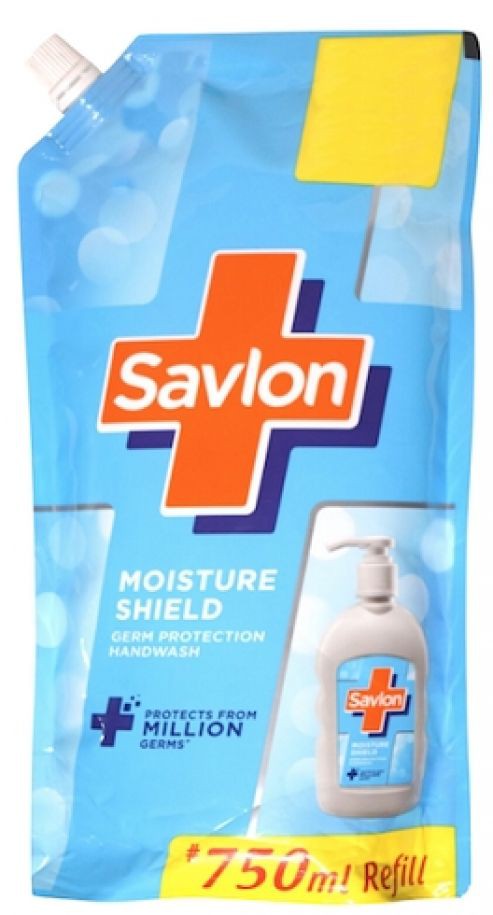 Savlon
MOISTURE
SHIELD
GERM PROTECTION
HANDWASH
PROTECTS FROM
MILLION
GERMS*
Savlon
MOISTURE
SHIELD
#750ml Refill